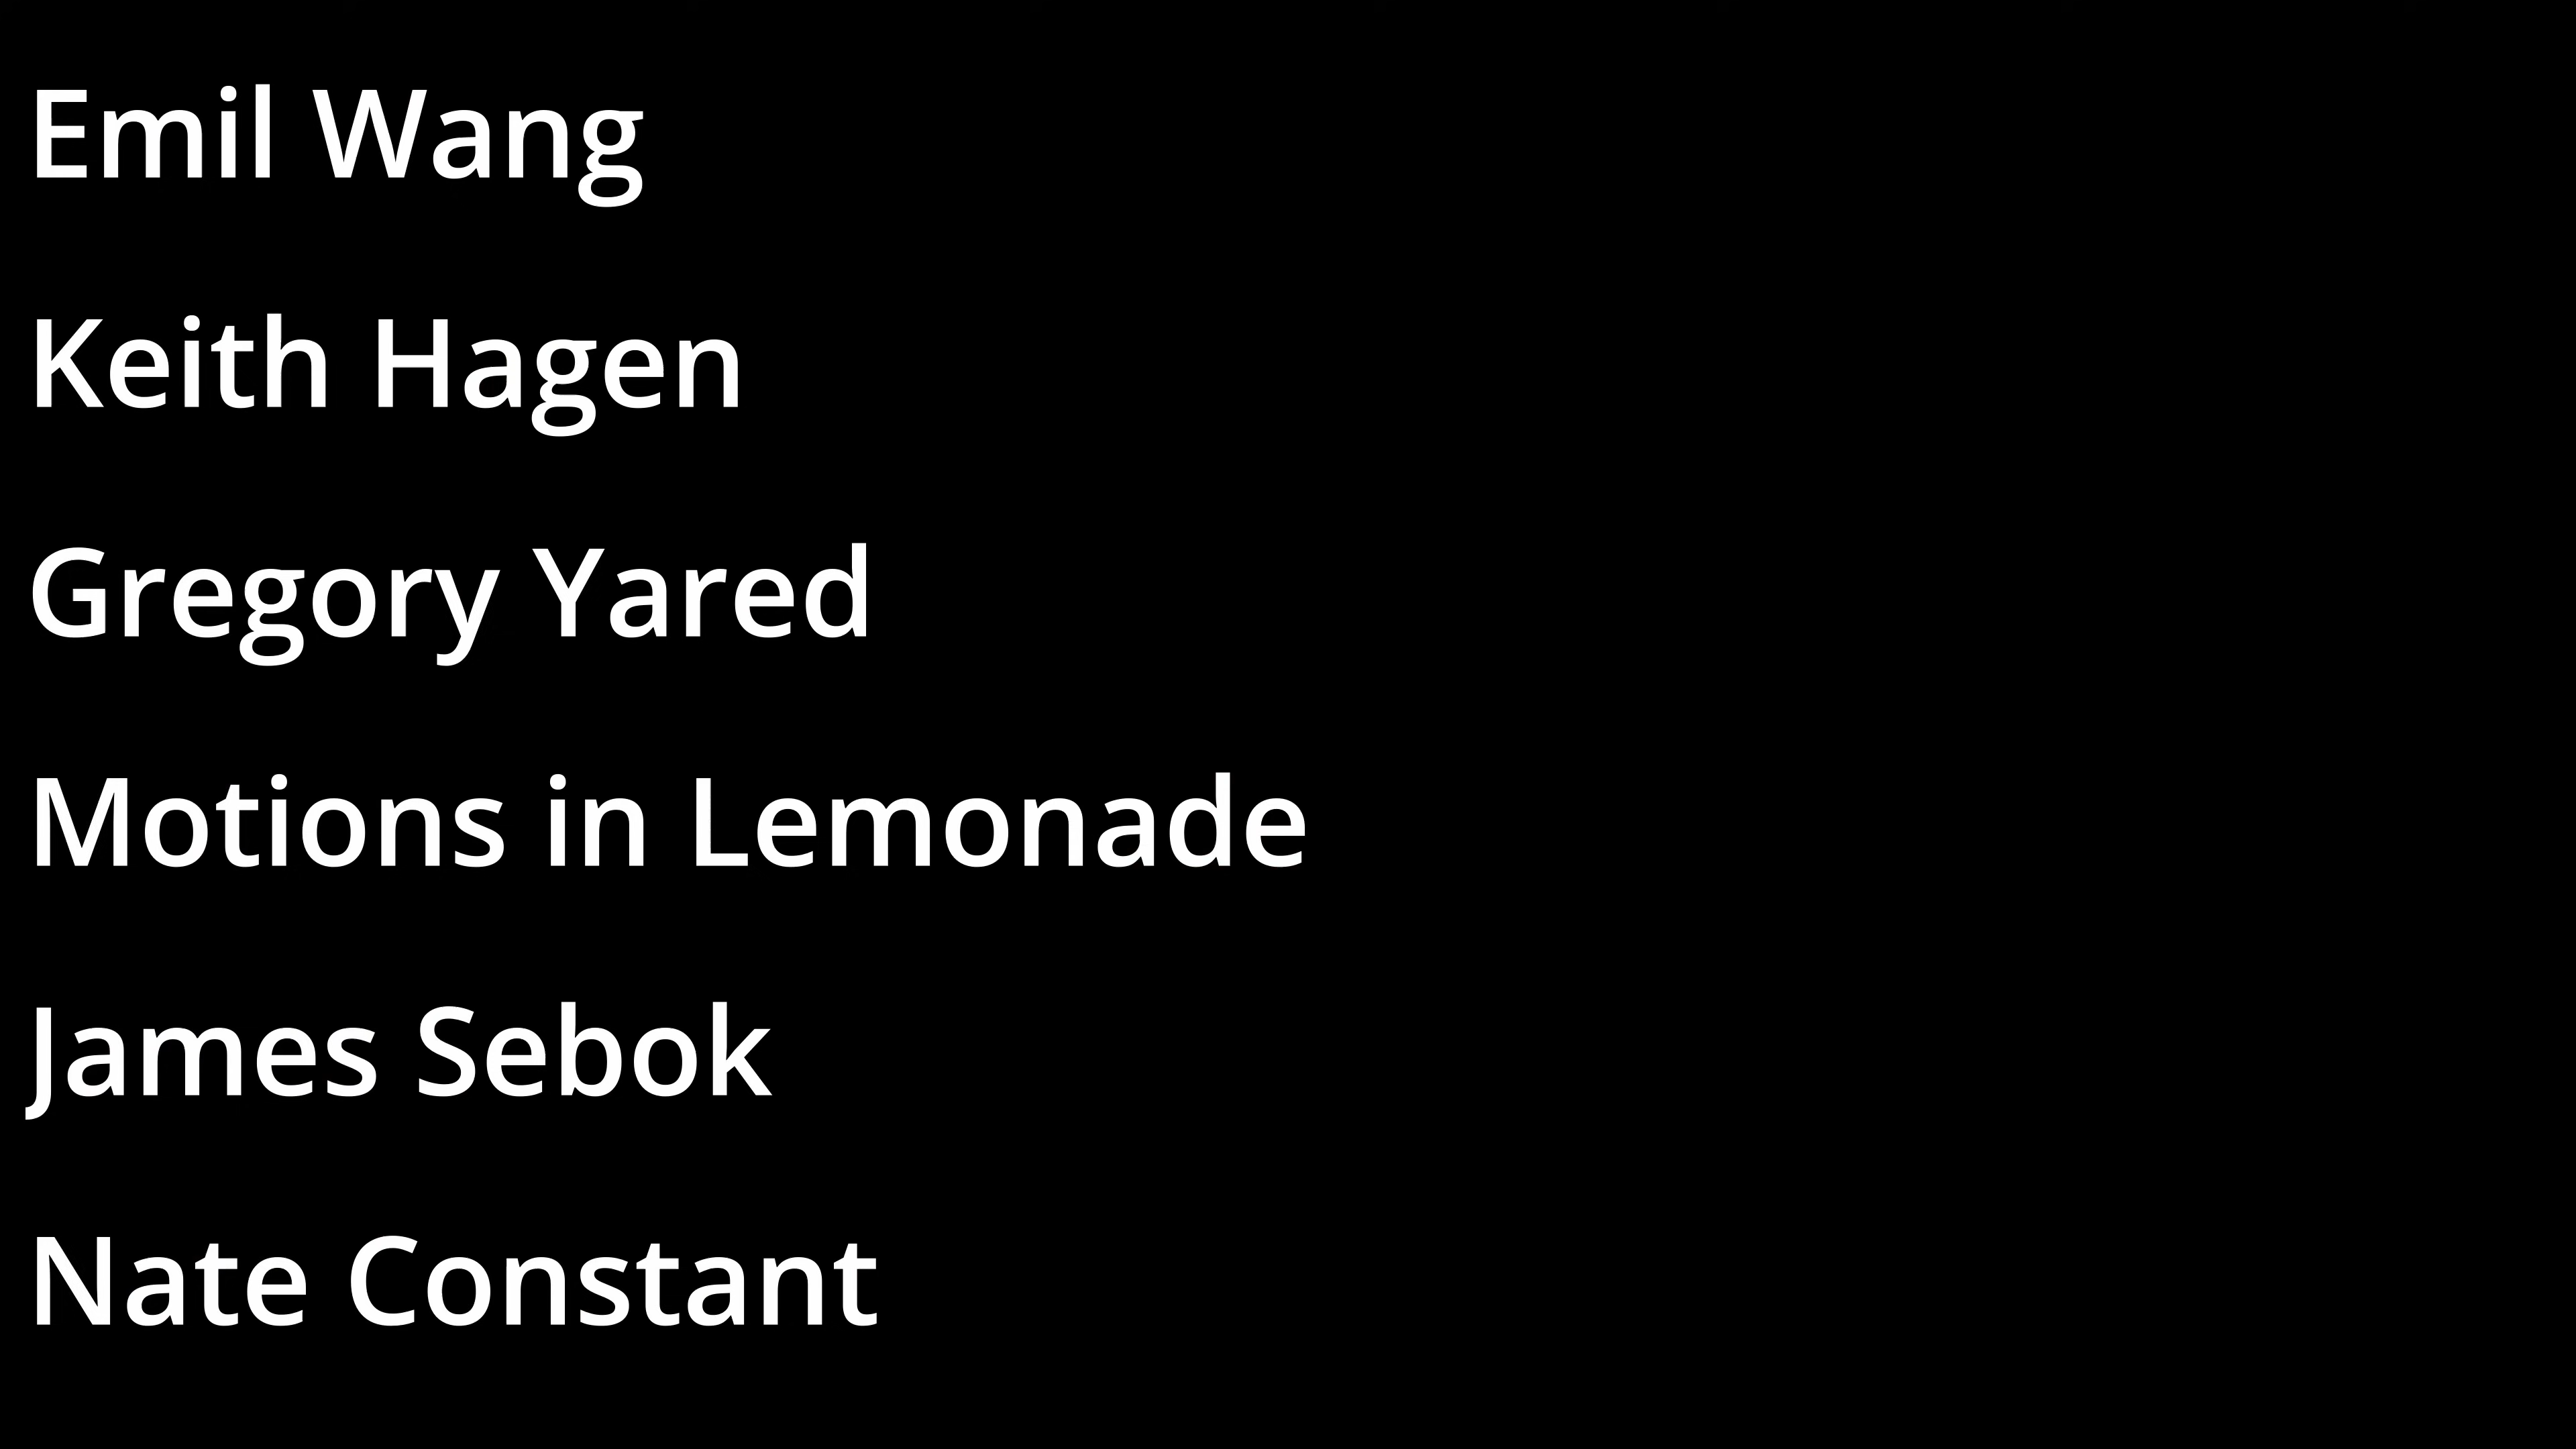 Emil Wang
Keith Hagen
Gregory Yared
Motions in Lemonade
James Sebok
Nate Constant